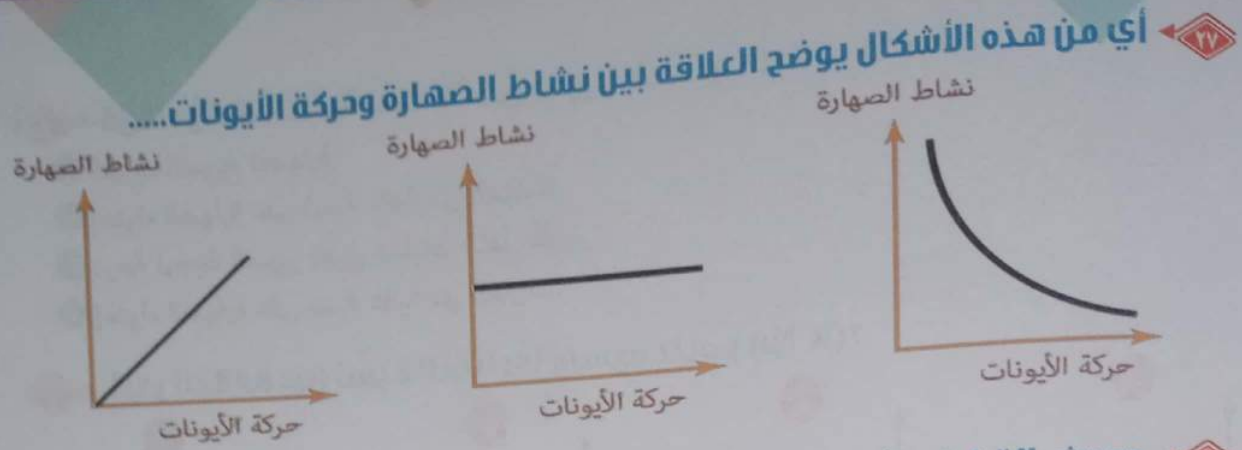 ٢٧ أي من هذه الأشكال يوضح العلاقة بين نشاط الصهارة وحركة الأيونات.....
نشاط الصهارة
حركة الأيونات
نشاط الصهارة
حركة الأيونات
نشاط الصهارة
حركة الأيونات